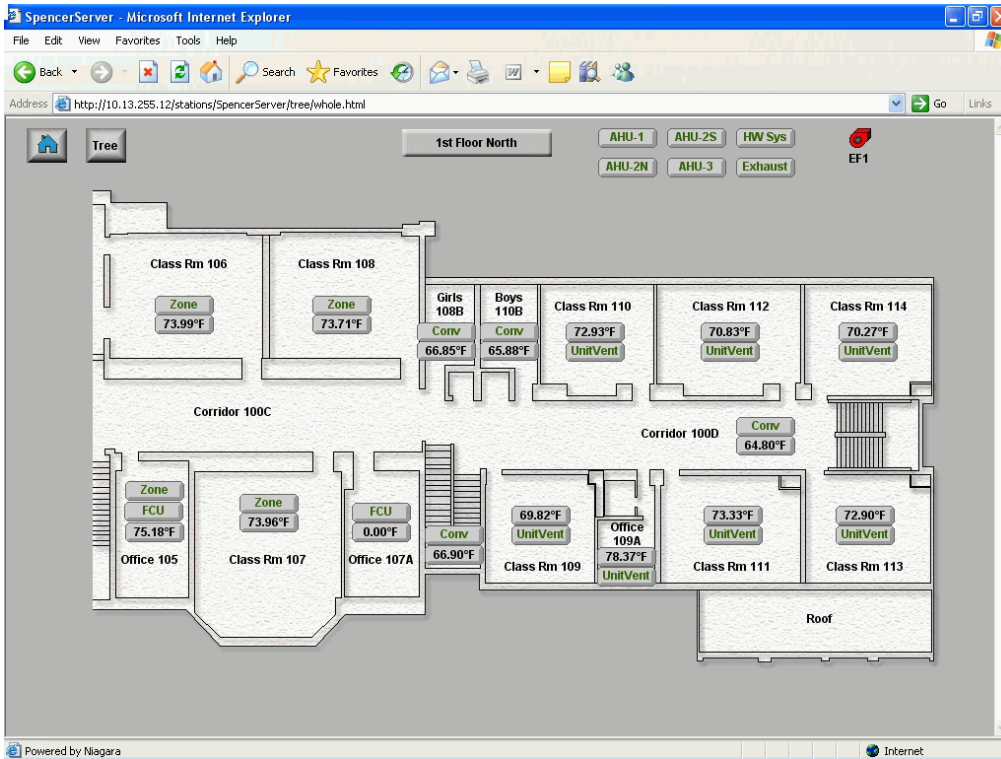 SpencerServer - Microsoft Internet Explorer
File Edit View Favorites Tools Help
Back Search Favorites
Address http://10.13.255.12/stations/SpencerServer/tree/whole.html Go Links
Tree
1st Floor North
AHU-1 AHU-2S HW Sys
AHU-2N AHU-3 Exhaust
EF1
Class Rm 106
Zone
73.99°F
Class Rm 108
Zone
73.71°F
Girls
108B
Conv
66.85°F
Boys
110B
Conv
65.88°F
Class Rm 110
72.93°F
UnitVent
Class Rm 112
70.83°F
UnitVent
Class Rm 114
70.27°F
UnitVent
Corridor 100C
Corridor 100D
Conv
64.80°F
Zone
FCU
75.18°F
Office 105
Zone
73.96°F
Class Rm 107
FCU
0.00°F
Office 107A
Conv
66.90°F
69.82°F
UnitVent
Class Rm 109
Office
109A
78.37°F
UnitVent
73.33°F
UnitVent
Class Rm 111
72.90°F
UnitVent
Class Rm 113
Roof
Powered by Niagara
Internet